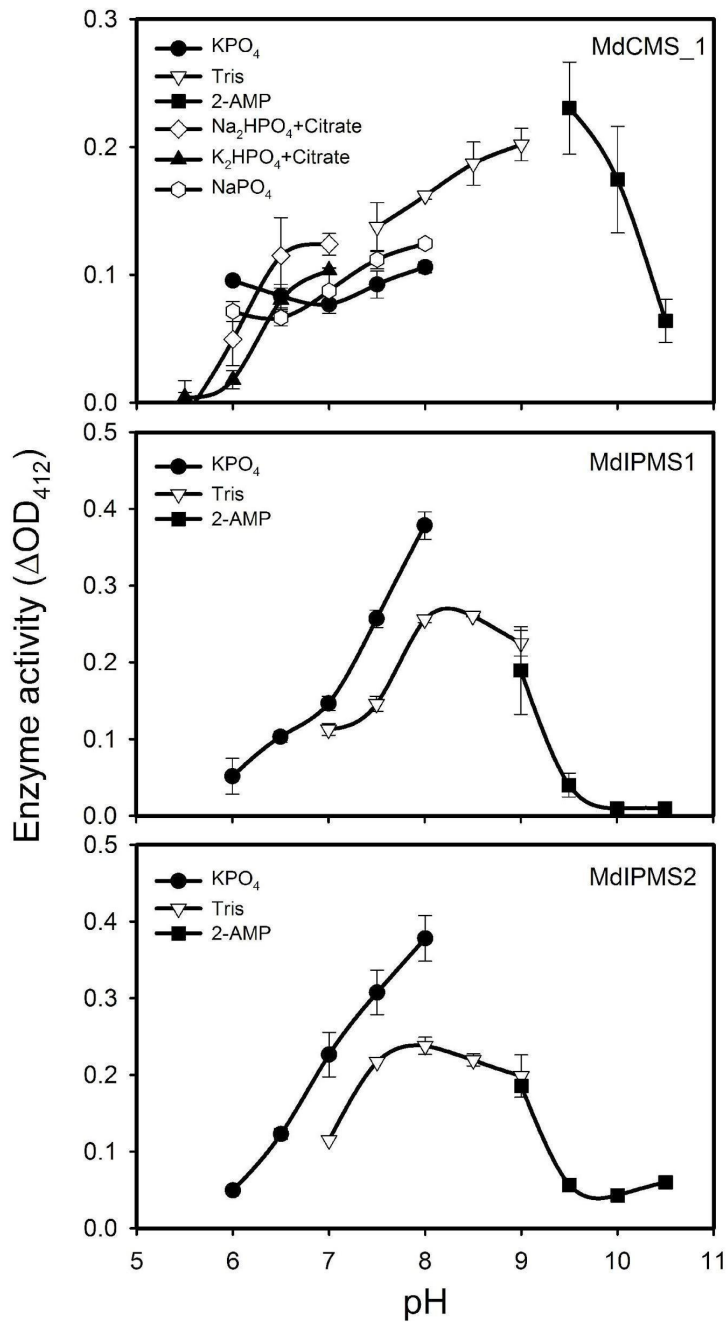 Enzyme activity (ΔOD₄₁₂)
0.3
0.2
0.1
0.0
KPO₄
Tris
2-AMP
Na₂HPO₄+Citrate
K₂HPO₄+Citrate
NaPO₄
MdCMS_1
0.5
0.4
0.3
0.2
0.1
0.0
KPO₄
Tris
2-AMP
MdIPMS1
0.5
0.4
0.3
0.2
0.1
0.0
KPO₄
Tris
2-AMP
MdIPMS2
5 6 7 8 9 10 11
pH